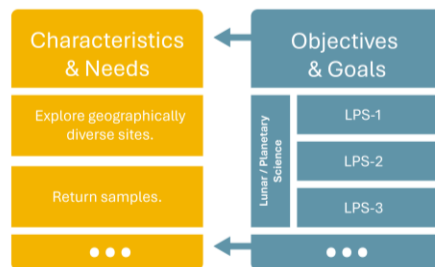 Characteristics
& Needs
Explore geographically
diverse sites.
Return samples.
Objectives
& Goals
Lunar / Planetary
Science
LPS-1
LPS-2
LPS-3